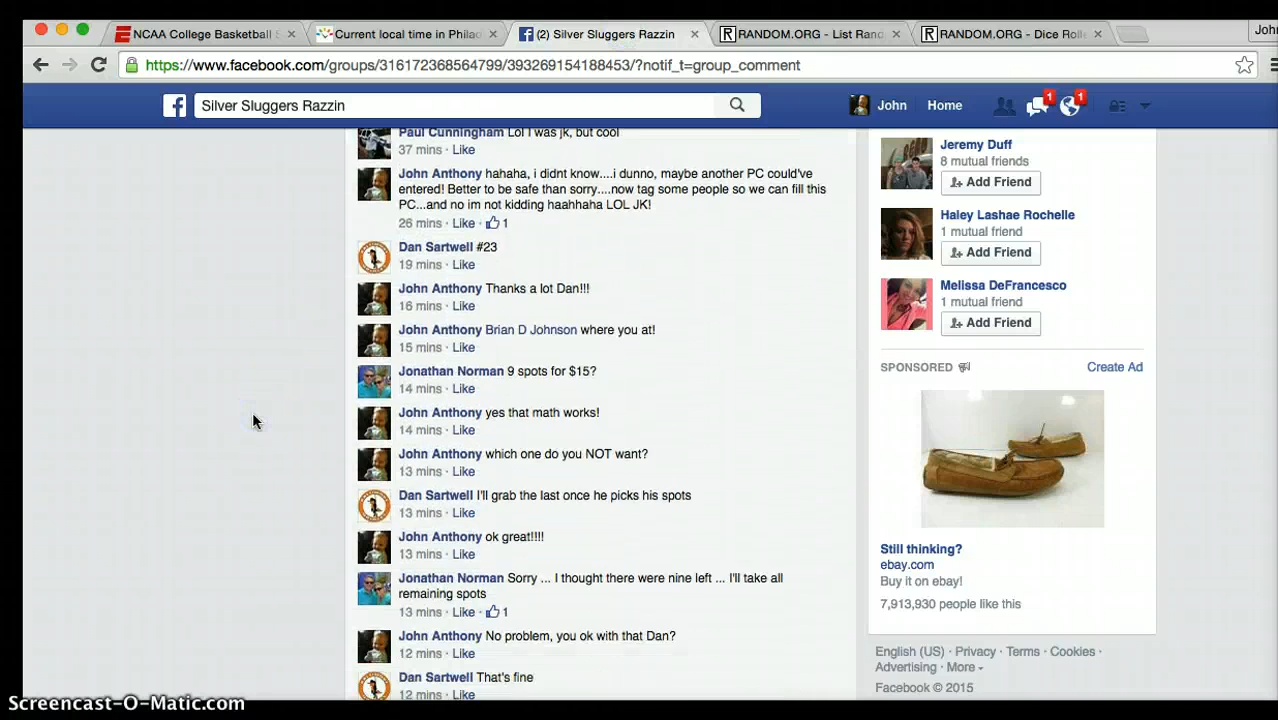 NCAA College Basketball S
Current local time in Philad
(2) Silver Sluggers Razzin
RANDOM.ORG - List Rand
RANDOM.ORG - Dice Rolle
John
https://www.facebook.com/groups/316172368564799/393269154188453/?notif_t=group_comment
Silver Sluggers Razzin
John
Home
1
1
Paul Cunningham Lol I was jk, but cool
37 mins · Like
John Anthony hahaha, i didnt know....i dunno, maybe another PC could've
entered! Better to be safe than sorry....now tag some people so we can fill this
PC...and no im not kidding haahhaha LOL JK!
26 mins · Like · 1
Dan Sartwell #23
19 mins · Like
John Anthony Thanks a lot Dan!!!
16 mins · Like
John Anthony Brian D Johnson where you at!
15 mins · Like
Jonathan Norman 9 spots for $15?
14 mins · Like
John Anthony yes that math works!
14 mins · Like
John Anthony which one do you NOT want?
13 mins · Like
Dan Sartwell I'll grab the last once he picks his spots
13 mins · Like
John Anthony ok great!!!!
13 mins · Like
Jonathan Norman Sorry ... I thought there were nine left ... I'll take all
remaining spots
13 mins · Like · 1
John Anthony No problem, you ok with that Dan?
12 mins · Like
Dan Sartwell That's fine
12 mins · Like
Jeremy Duff
8 mutual friends
Add Friend
Haley Lashae Rochelle
1 mutual friend
Add Friend
Melissa DeFrancesco
1 mutual friend
Add Friend
SPONSORED
Create Ad
Still thinking?
ebay.com
Buy it on ebay!
7,913,930 people like this
English (US) · Privacy · Terms · Cookies ·
Advertising · More
Facebook © 2015
Screencast-O-Matic.com